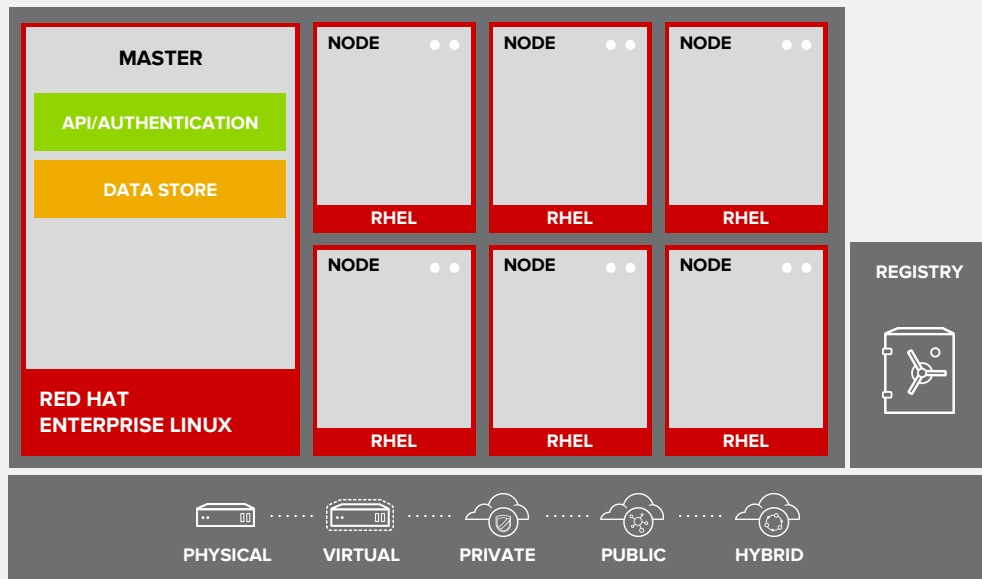 MASTER
API/AUTHENTICATION
DATA STORE
RED HAT
ENTERPRISE LINUX
NODE
NODE
NODE
RHEL
RHEL
RHEL
NODE
NODE
NODE
RHEL
RHEL
RHEL
REGISTRY
PHYSICAL
VIRTUAL
PRIVATE
PUBLIC
HYBRID